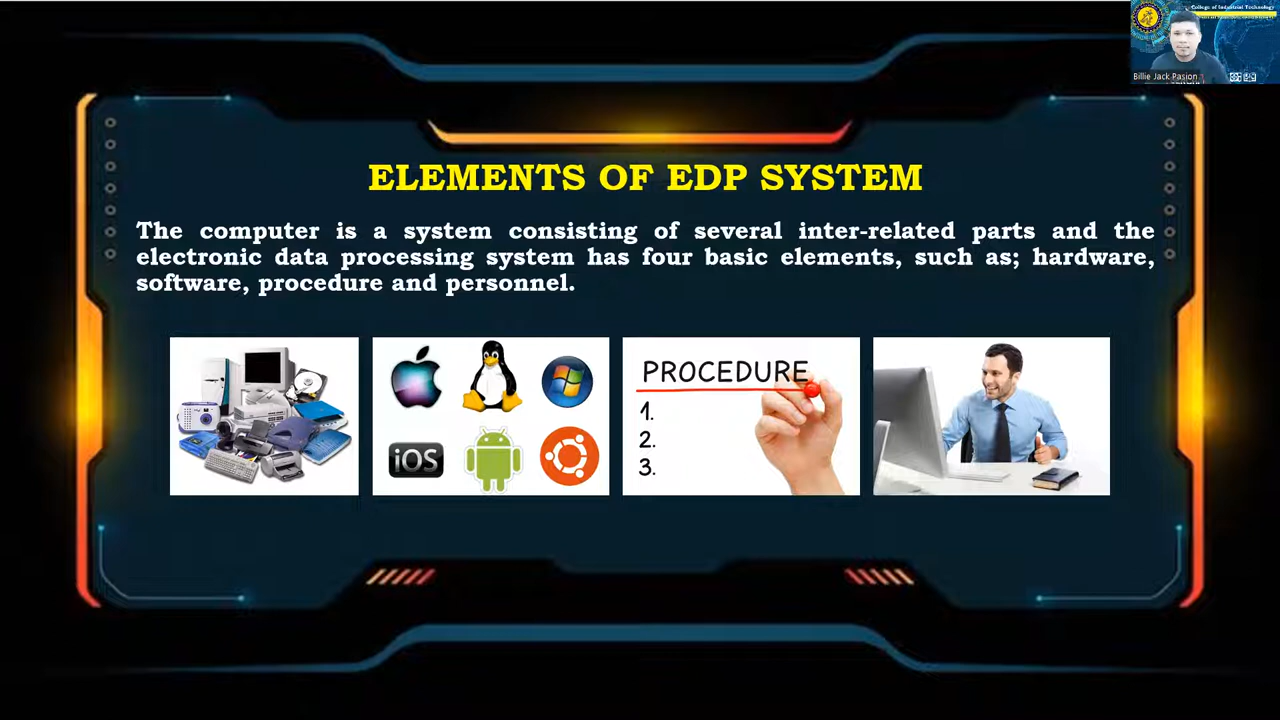 College of Industrial Technology
ELEMENTS OF EDP SYSTEM
The computer is a system consisting of several inter-related parts and the
electronic data processing system has four basic elements, such as; hardware,
software, procedure and personnel.
PROCEDURE
1.
2.
3.
iOS
Billie Jack Pasion